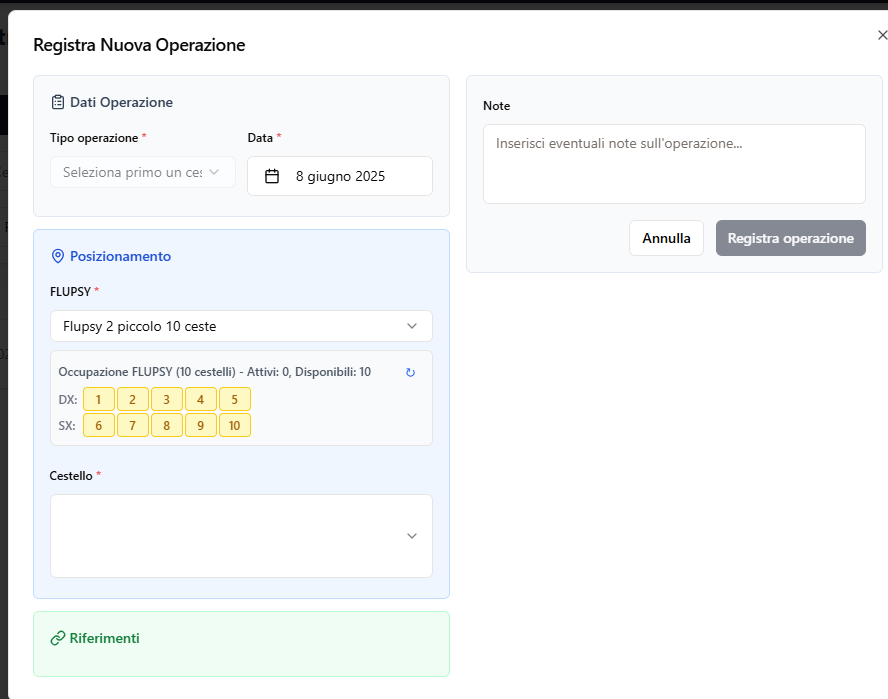 Registra Nuova Operazione
Dati Operazione
Tipo operazione *
Data *
Seleziona primo un ces
8 giugno 2025
Posizionamento
FLUPSY *
Flupsy 2 piccolo 10 ceste
Occupazione FLUPSY (10 cestelli) - Attivi: 0, Disponibili: 10
DX: 1 2 3 4 5
SX: 6 7 8 9 10
Cestello *
Riferimenti
Note
Inserisci eventuali note sull'operazione...
Annulla
Registra operazione